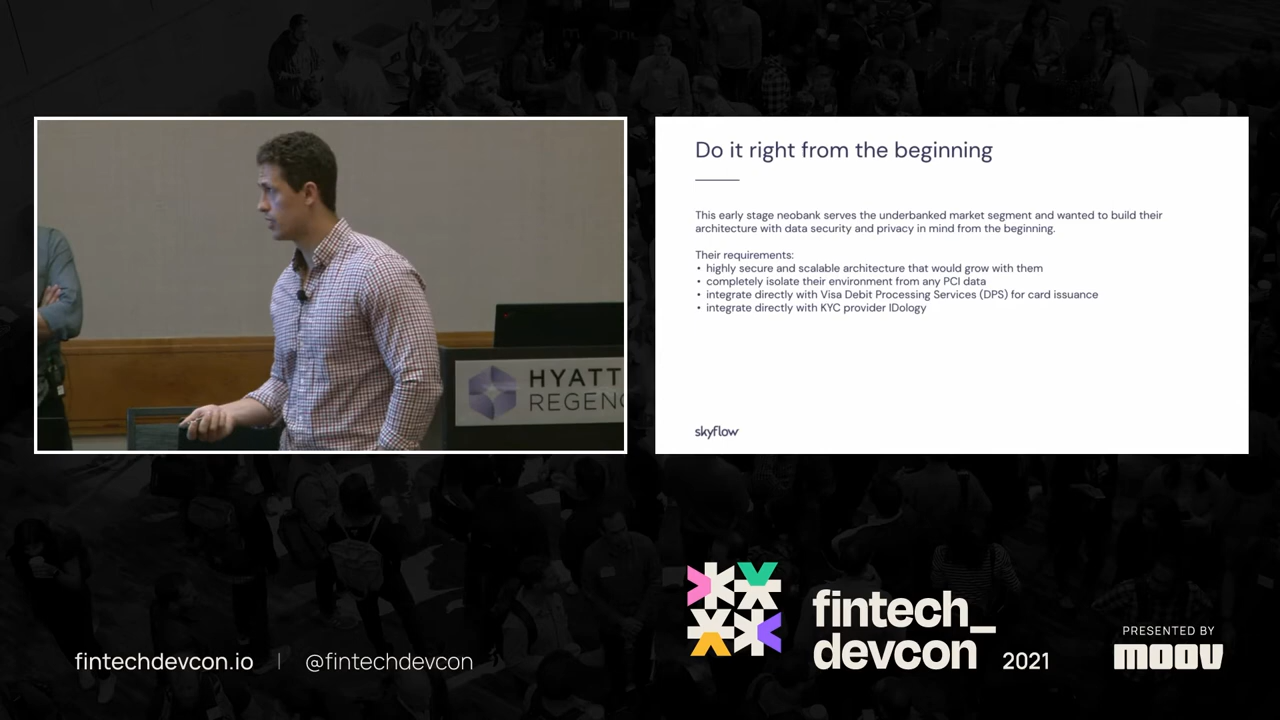 Do it right from the beginning
This early stage neobank serves the underbanked market segment and wanted to build their
architecture with data security and privacy in mind from the beginning.
Their requirements:
• highly secure and scalable architecture that would grow with them
• completely isolate their environment from any PCI data
• integrate directly with Visa Debit Processing Services (DPS) for card issuance
• integrate directly with KYC provider IDology
skyflow
HYATT
REGENC
fintech_
devcon 2021
PRESENTED BY
moov
fintechdevcon.io | @fintechdevcon